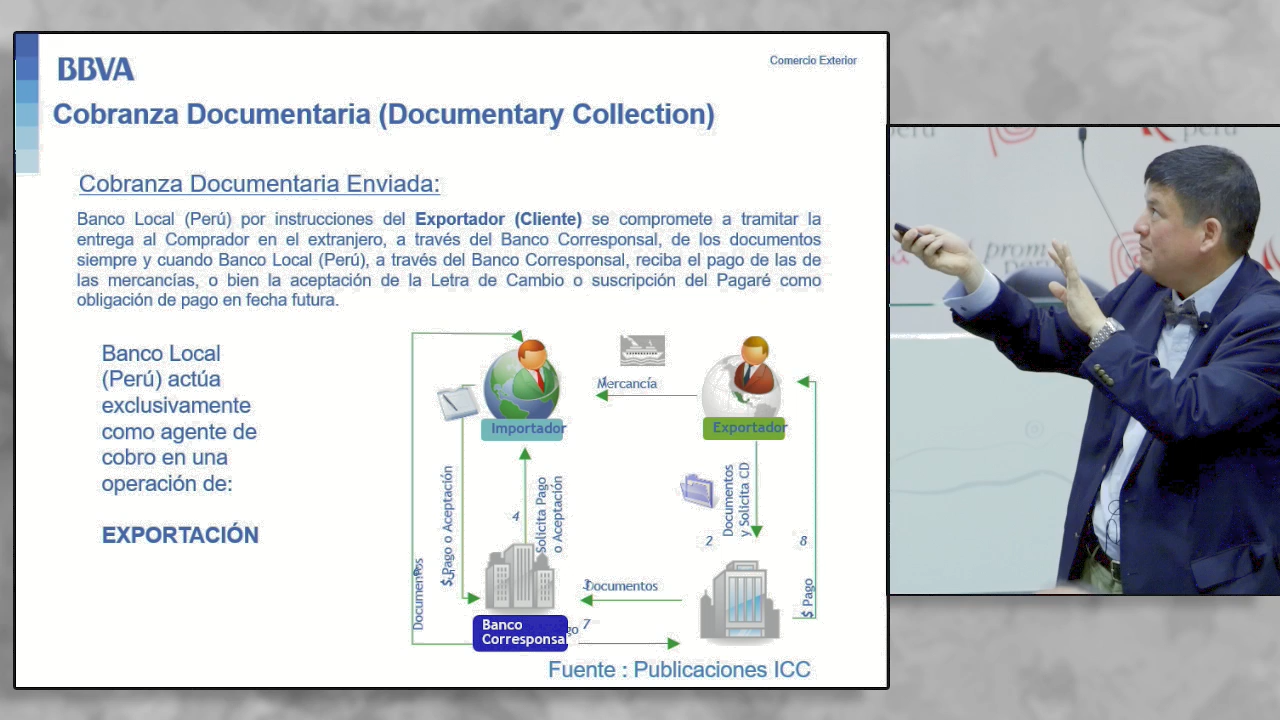 BBVA
Comercio Exterior
Cobranza Documentaria (Documentary Collection)
Cobranza Documentaria Enviada:
Banco Local (Perú) por instrucciones del Exportador (Cliente) se compromete a tramitar la
entrega al Comprador en el extranjero, a través del Banco Corresponsal, de los documentos
siempre y cuando Banco Local (Perú), a través del Banco Corresponsal, reciba el pago de las de
las mercancías, o bien la aceptación de la Letra de Cambio o suscripción del Pagaré como
obligación de pago en fecha futura.
Banco Local
(Perú) actúa
exclusivamente
como agente de
cobro en una
operación de:
EXPORTACIÓN
Mercancía
Importador
Exportador
$ Pago o Aceptación
4
Solicita Pago
o Aceptación
Documentos
y Solicita CD
2
8
$ Pago
Documentos
Documentos
7
Banco
Corresponsa
Fuente : Publicaciones ICC
perú
perú